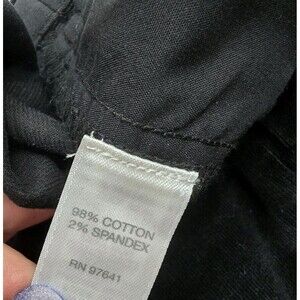 98% COTTON
2% SPANDEX
RN 97641